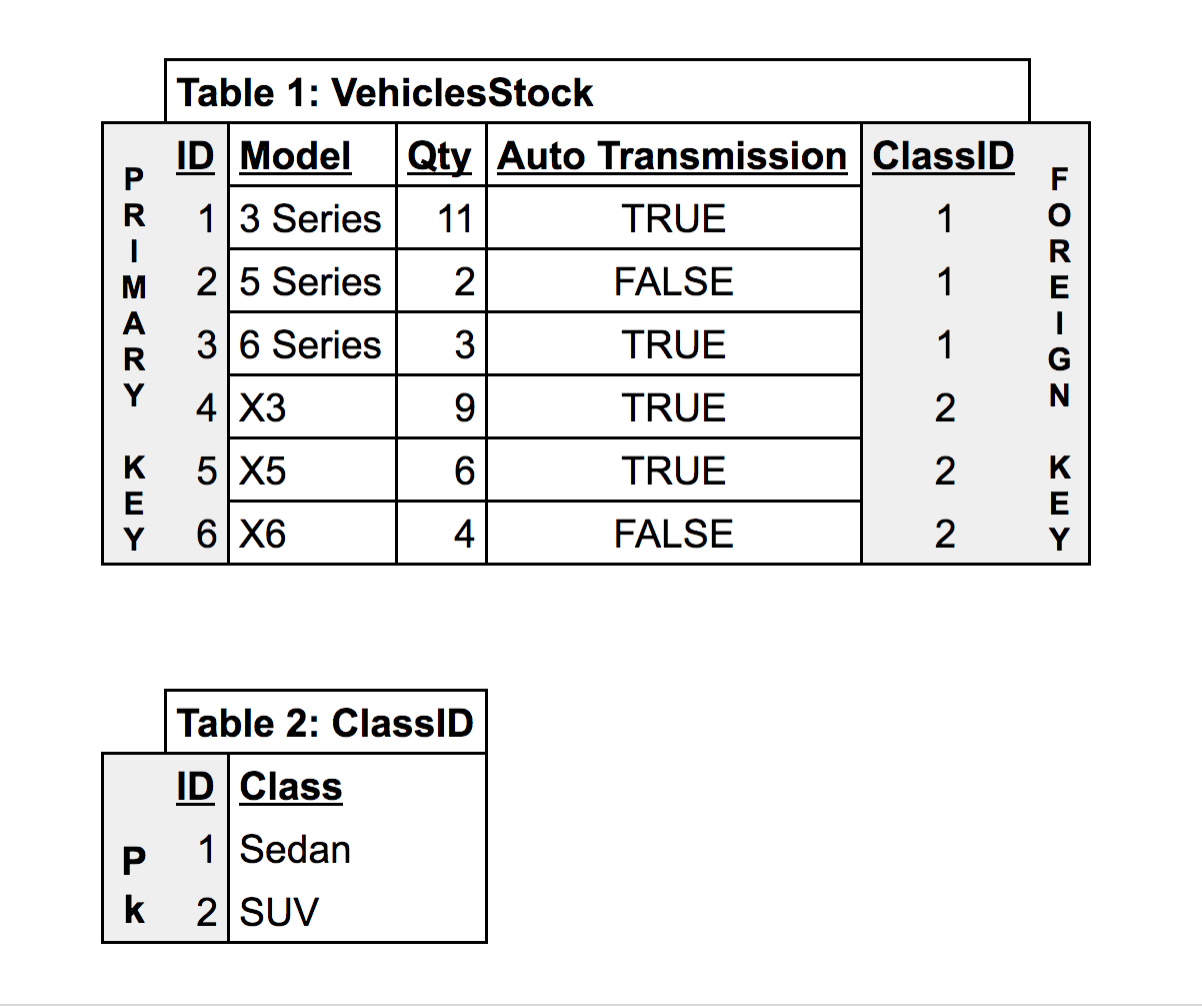 Table 1: VehiclesStock
PRIMARY KEY
ID Model Qty Auto Transmission ClassID
1 3 Series 11 TRUE 1
2 5 Series 2 FALSE 1
3 6 Series 3 TRUE 1
4 X3 9 TRUE 2
5 X5 6 TRUE 2
6 X6 4 FALSE 2
FOREIGN KEY
Table 2: ClassID
Pk
ID Class
1 Sedan
2 SUV